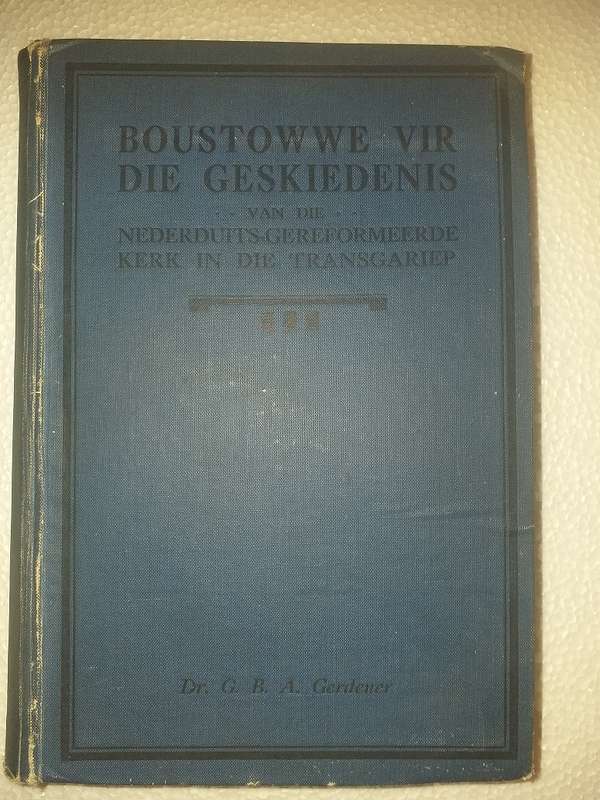 BOUSTOWWE VIR
DIE GESKIEDENIS
VAN DIE
NEDERDUITS-GEREFORMEERDE
KERK IN DIE TRANSGARIEP
Dr. G. B. A. Gerdener